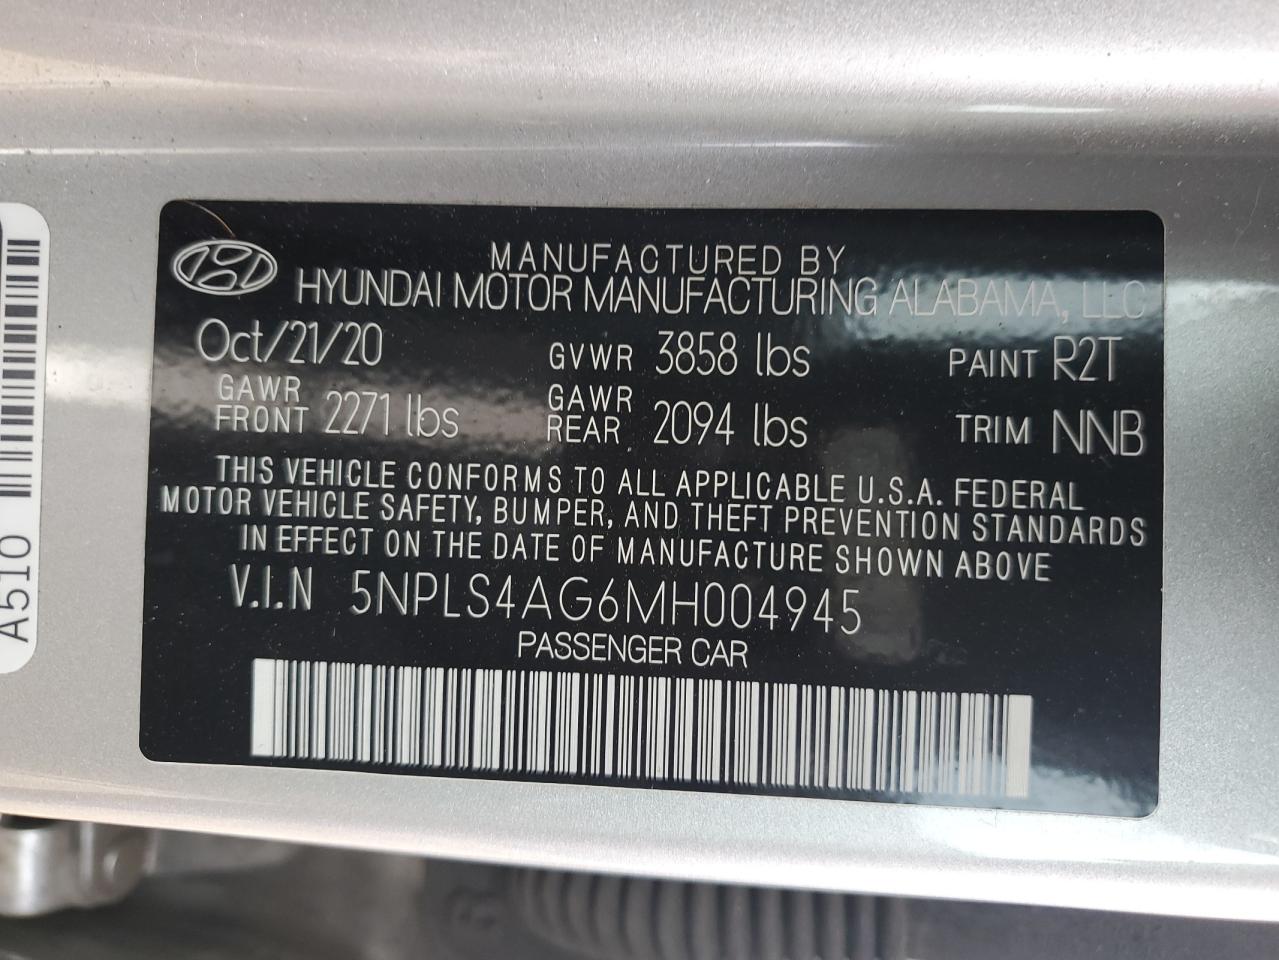 MANUFACTURED BY
HYUNDAI MOTOR MANUFACTURING ALABAMA, LLC
Oct/21/20 GVWR 3858 lbs PAINT R2T
GAWR FRONT 2271 lbs GAWR REAR 2094 lbs TRIM NNB
THIS VEHICLE CONFORMS TO ALL APPLICABLE U.S.A. FEDERAL
MOTOR VEHICLE SAFETY, BUMPER, AND THEFT PREVENTION STANDARDS
IN EFFECT ON THE DATE OF MANUFACTURE SHOWN ABOVE
V.I.N 5NPLS4AG6MH004945
PASSENGER CAR
A510